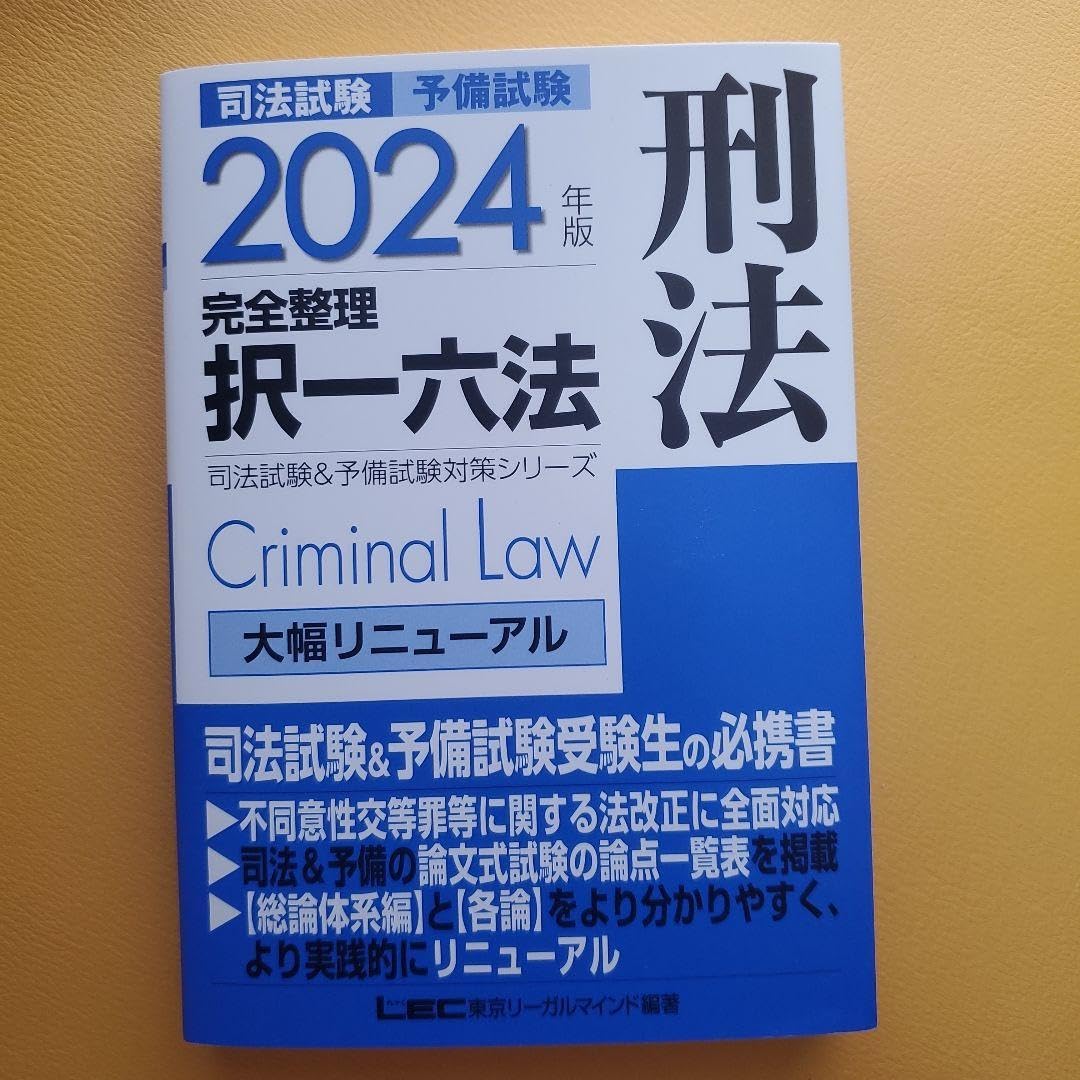 司法試験 予備試験
2024年版
完全整理
択一六法
司法試験&予備試験対策シリーズ
Criminal Law
大幅リニューアル
刑法
司法試験&予備試験受験生の必携書
▶不同意性交等罪等に関する法改正に全面対応
▶司法&予備の論文式試験の論点一覧表を掲載
▶【総論体系編】と【各論】をより分かりやすく、
より実践的にリニューアル
LEC東京リーガルマインド編著